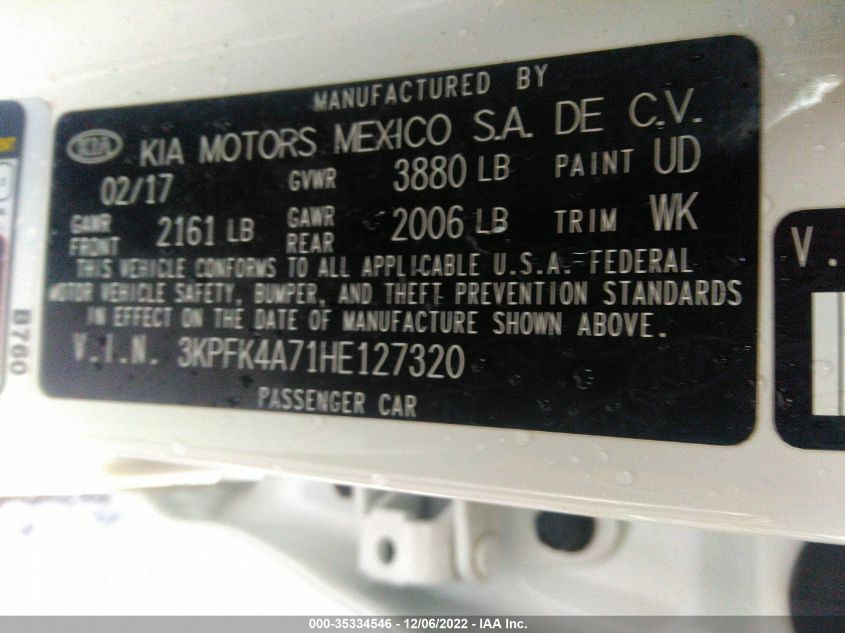 MANUFACTURED BY
KIA KIA MOTORS MEXICO S.A. DE C.V.
02/17 GVWR 3880 LB PAINT UD
GAWR FRONT 2161 LB GAWR REAR 2006 LB TRIM WK
THIS VEHICLE CONFORMS TO ALL APPLICABLE U.S.A. FEDERAL
MOTOR VEHICLE SAFETY, BUMPER, AND THEFT PREVENTION STANDARDS
IN EFFECT ON THE DATE OF MANUFACTURE SHOWN ABOVE.
V.I.N. 3KPFK4A71HE127320
PASSENGER CAR
B760
V.
000-35334546 - 12/06/2022 - IAA Inc.